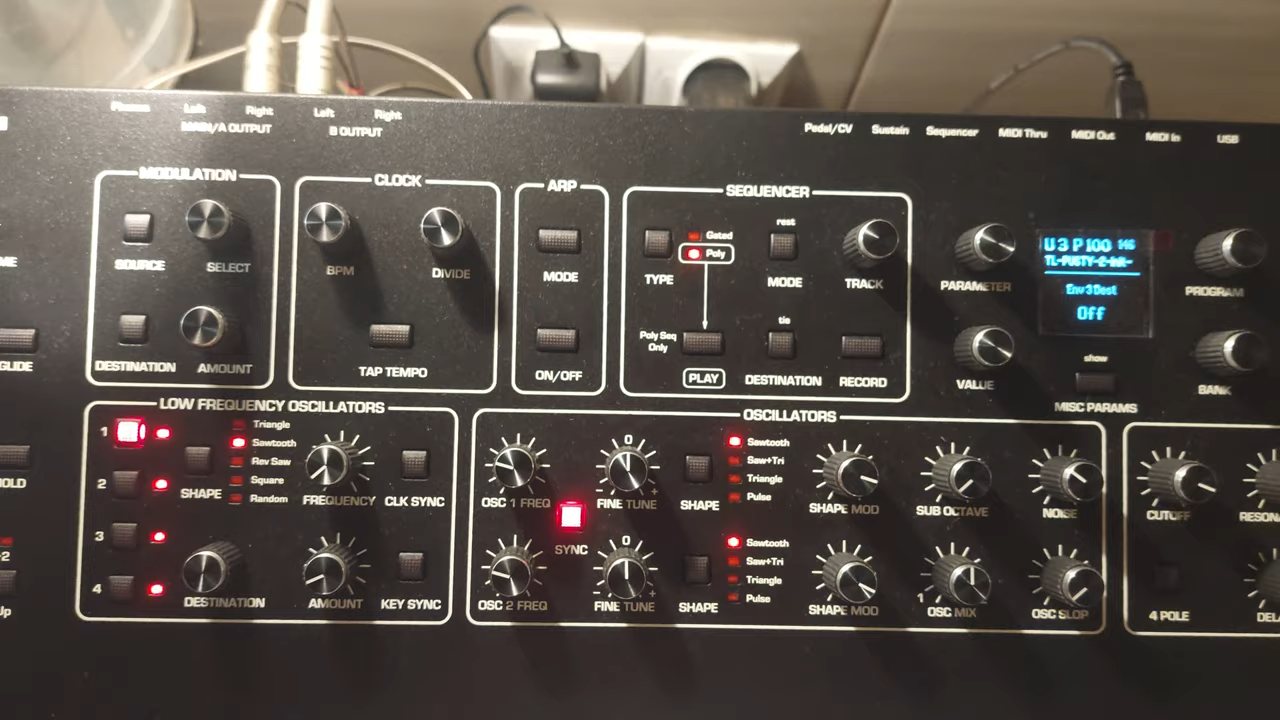 Phones
Left
Right
MAIN/A OUTPUT
Left
Right
B OUTPUT
Pedal/CV
Sustain
Sequencer
MIDI Thru
MIDI Out
MIDI In
USB
MODULATION
SOURCE
SELECT
DESTINATION
AMOUNT
CLOCK
BPM
DIVIDE
TAP TEMPO
ARP
MODE
ON/OFF
SEQUENCER
TYPE
Gated
Poly
Poly Seq
Only
PLAY
rest
MODE
tie
DESTINATION
TRACK
RECORD
PARAMETER
VALUE
U3 P100
Env 3 Dest
Off
show
MISC PARAMS
PROGRAM
BANK
GLIDE
LOW FREQUENCY OSCILLATORS
1
2
3
4
SHAPE
Triangle
Sawtooth
Rev Saw
Square
Random
FREQUENCY
CLK SYNC
DESTINATION
AMOUNT
KEY SYNC
OSCILLATORS
OSC 1 FREQ
0
- +
FINE TUNE
SHAPE
Sawtooth
Saw+Tri
Triangle
Pulse
SHAPE MOD
SUB OCTAVE
NOISE
SYNC
OSC 2 FREQ
0
- +
FINE TUNE
SHAPE
Sawtooth
Saw+Tri
Triangle
Pulse
SHAPE MOD
1
OSC MIX
OSC SLOP
CUTOFF
4 POLE